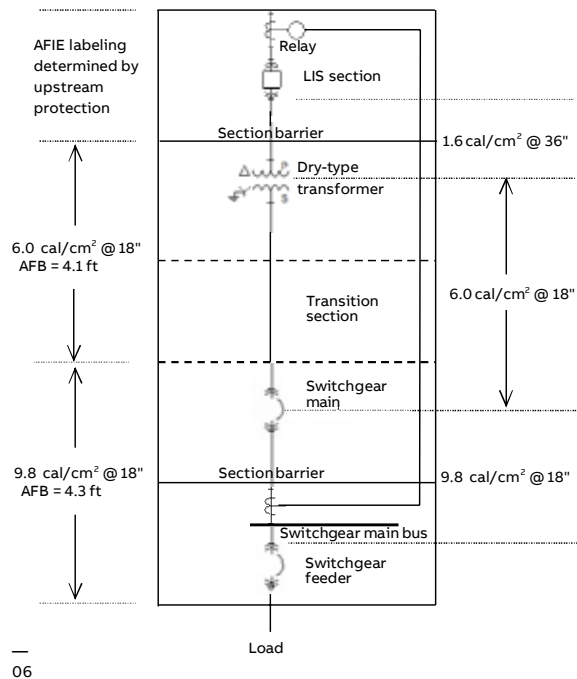 AFIE labeling
determined by
upstream
protection
Relay
LIS section
Section barrier
1.6 cal/cm² @ 36"
Δ
P
Dry-type
transformer
S
6.0 cal/cm² @ 18"
AFB = 4.1 ft
6.0 cal/cm² @ 18"
Transition
section
Switchgear
main
9.8 cal/cm² @ 18"
AFB = 4.3 ft
Section barrier
9.8 cal/cm² @ 18"
Switchgear main bus
Switchgear
feeder
Load
—
06